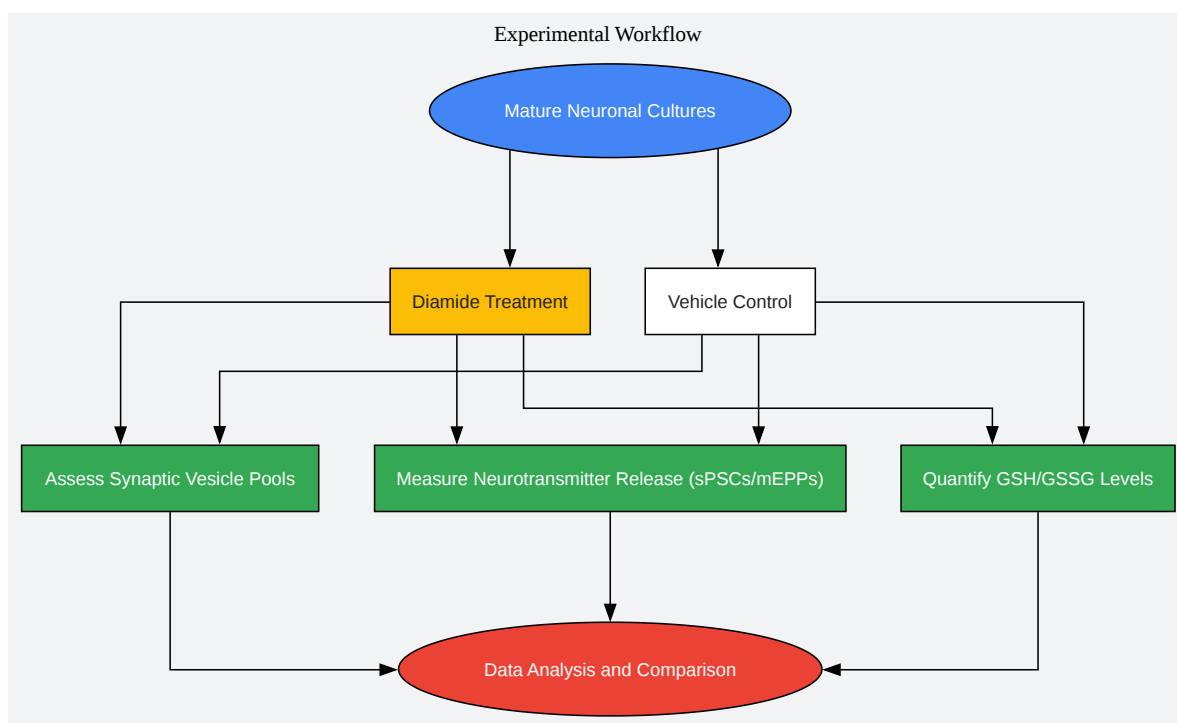 Experimental Workflow
Mature Neuronal Cultures
Diamide Treatment
Vehicle Control
Assess Synaptic Vesicle Pools
Measure Neurotransmitter Release (sPSCs/mEPPs)
Quantify GSH/GSSG Levels
Data Analysis and Comparison